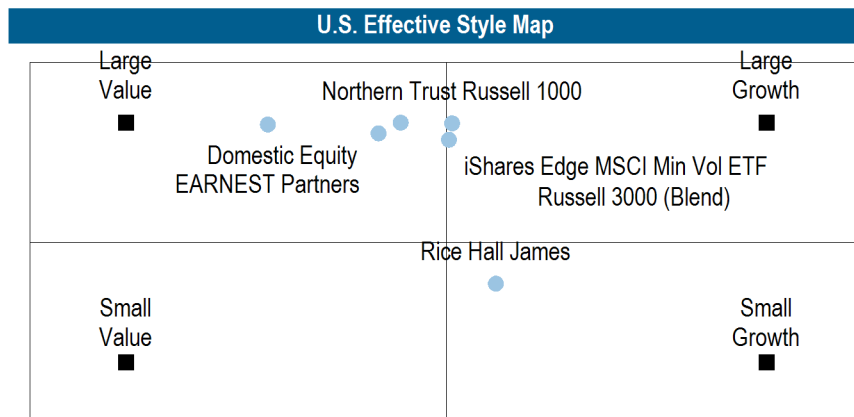 U.S. Effective Style Map
Large
Value
Northern Trust Russell 1000
Large
Growth
Domestic Equity
EARNEST Partners
iShares Edge MSCI Min Vol ETF
Russell 3000 (Blend)
Rice Hall James
Small
Value
Small
Growth